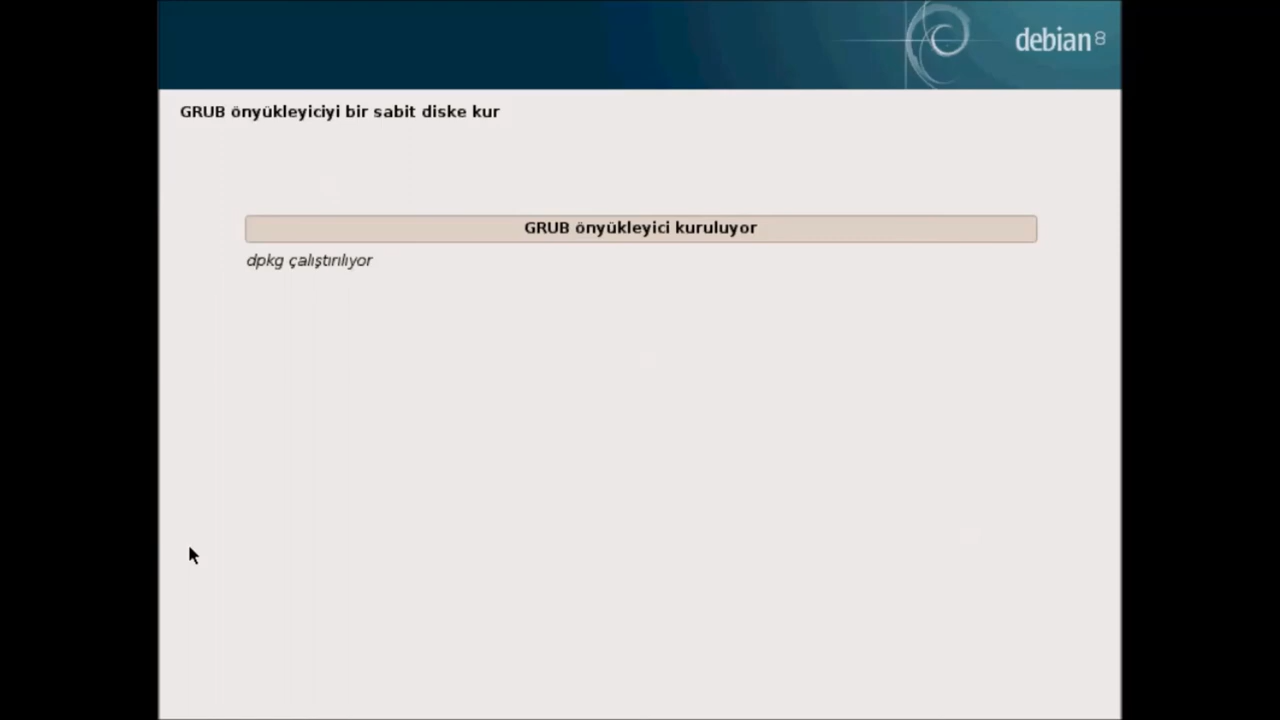 debian 8
GRUB önyükleyiciyi bir sabit diske kur
GRUB önyükleyici kuruluyor
dpkg çalıştırılıyor